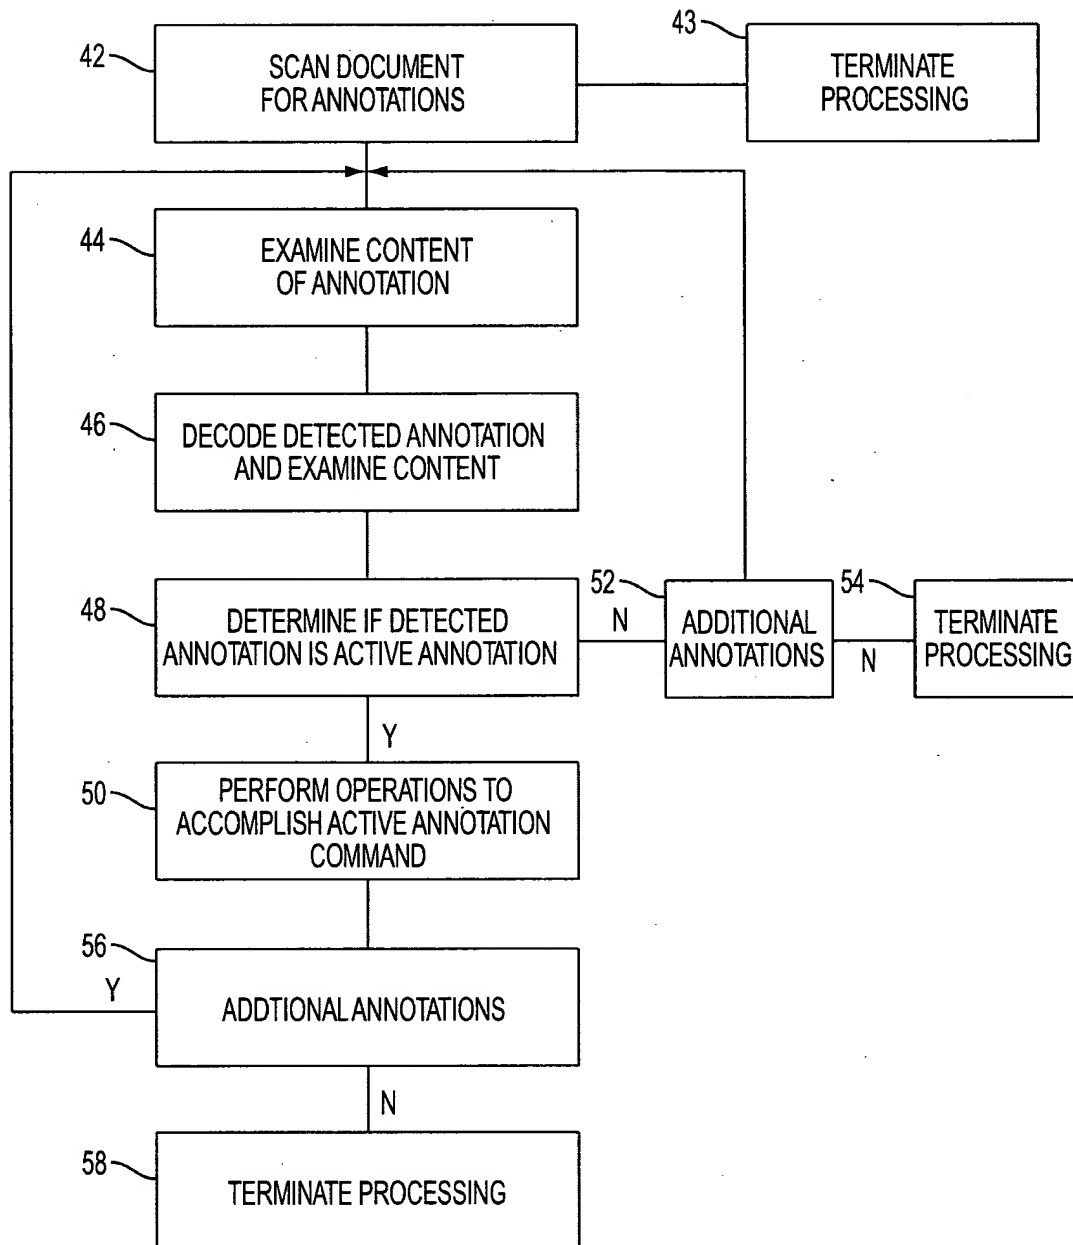 42
SCAN DOCUMENT
FOR ANNOTATIONS
43
TERMINATE
PROCESSING
44
EXAMINE CONTENT
OF ANNOTATION
46
DECODE DETECTED ANNOTATION
AND EXAMINE CONTENT
48
DETERMINE IF DETECTED
ANNOTATION IS ACTIVE ANNOTATION
N
52
ADDITIONAL
ANNOTATIONS
N
54
TERMINATE
PROCESSING
Y
50
PERFORM OPERATIONS TO
ACCOMPLISH ACTIVE ANNOTATION
COMMAND
56
Y
ADDTIONAL ANNOTATIONS
N
58
TERMINATE PROCESSING